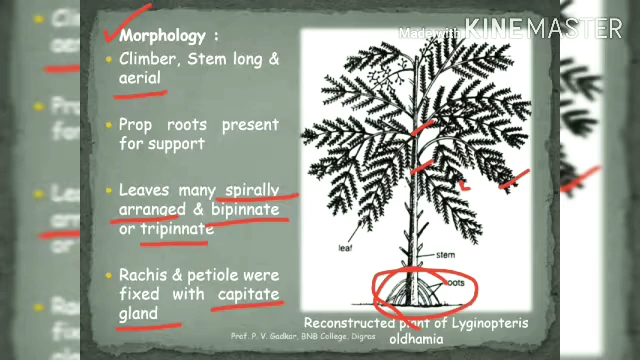 Made with KINEMASTER
Morphology :
Climber, Stem long &
aerial
Prop roots present
for support
Leaves many spirally
arranged & bipinnate
or tripinnate
Rachis & petiole were
fixed with capitate
gland
leaf
stem
roots
Reconstructed plant of Lyginopteris
oldhamia
Prof. P. V. Gadkar, BNB College, Digras